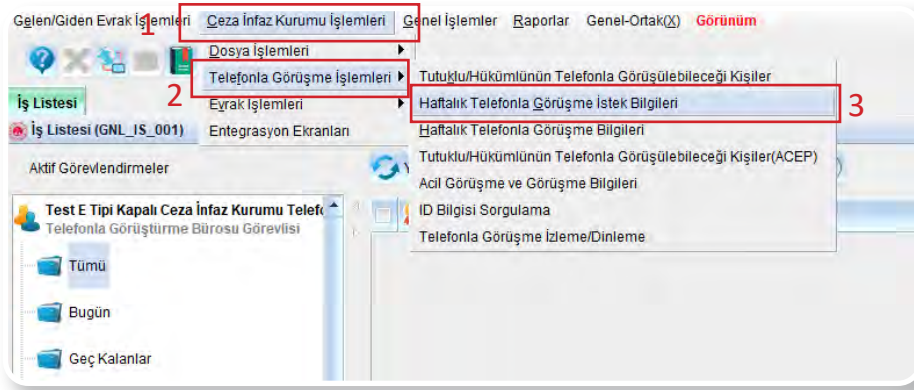 Gelen/Giden Evrak İşlemleri Ceza İnfaz Kurumu İşlemleri Genel İşlemler Raporlar Genel-Ortak(X) Görünüm
1
Dosya İşlemleri
Telefonla Görüşme İşlemleri
2
Evrak İşlemleri
Entegrasyon Ekranları
Tutuklu/Hükümlünün Telefonla Görüşülebileceği Kişiler
Haftalık Telefonla Görüşme İstek Bilgileri
3
Haftalık Telefonla Görüşme Bilgileri
Tutuklu/Hükümlünün Telefonla Görüşülebileceği Kişiler(ACEP)
Acil Görüşme ve Görüşme Bilgileri
ID Bilgisi Sorgulama
Telefonla Görüşme İzleme/Dinleme
İş Listesi
İş Listesi (GNL_IS_001)
Aktif Görevlendirmeler
Test E Tipi Kapalı Ceza İnfaz Kurumu Telefo
Telefonla Görüştürme Bürosu Görevlisi
Tümü
Bugün
Geç Kalanlar